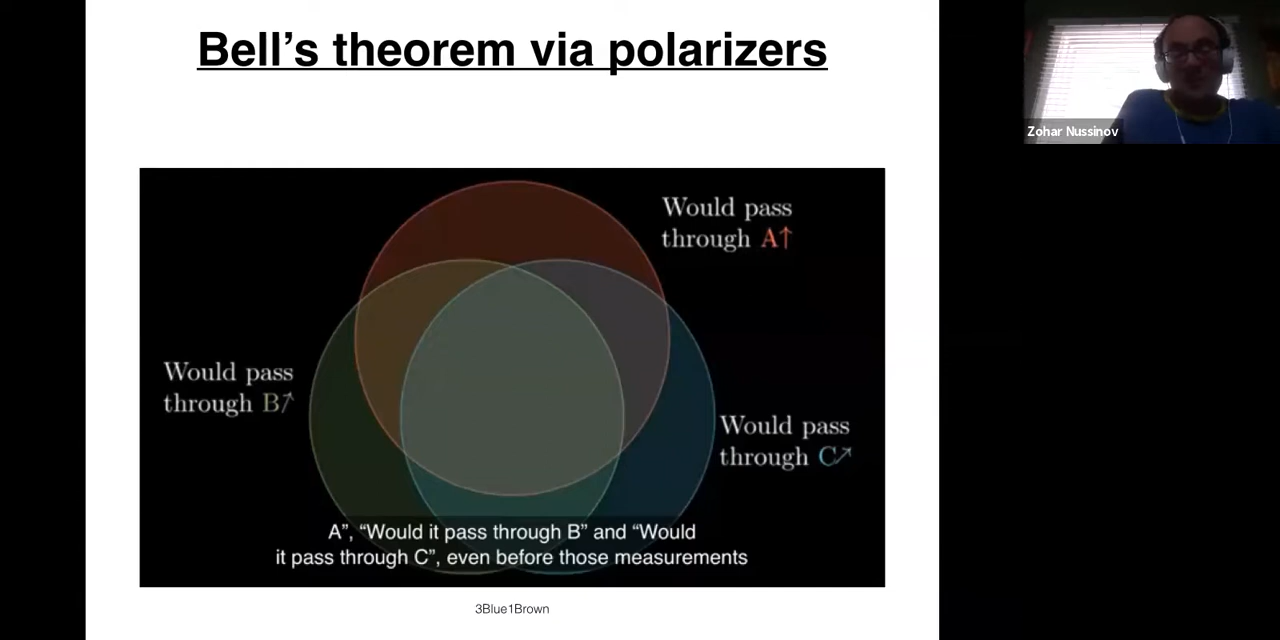 Bell's theorem via polarizers
Zohar Nussinov
Would pass
through A↑
Would pass
through B↗
Would pass
through C↗
A”, “Would it pass through B” and “Would
it pass through C”, even before those measurements
3Blue1Brown